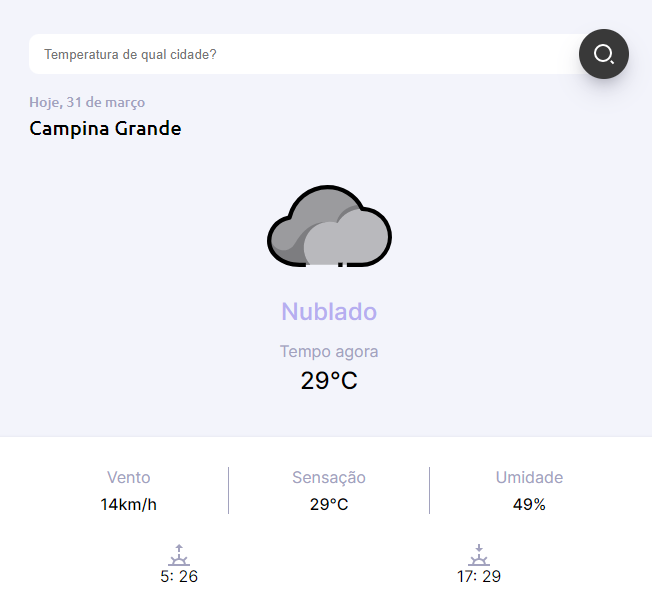 Temperatura de qual cidade?
Hoje, 31 de março
Campina Grande
Nublado
Tempo agora
29°C
Vento Sensação Umidade
14km/h 29°C 49%
5: 26 17: 29